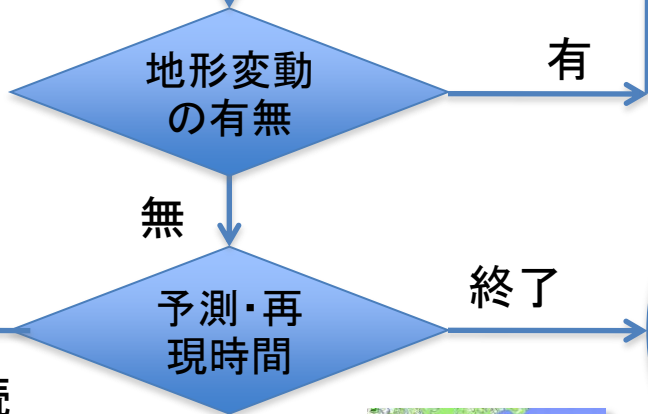 地形変動
の有無
有
無
予測・再
現時間
終了